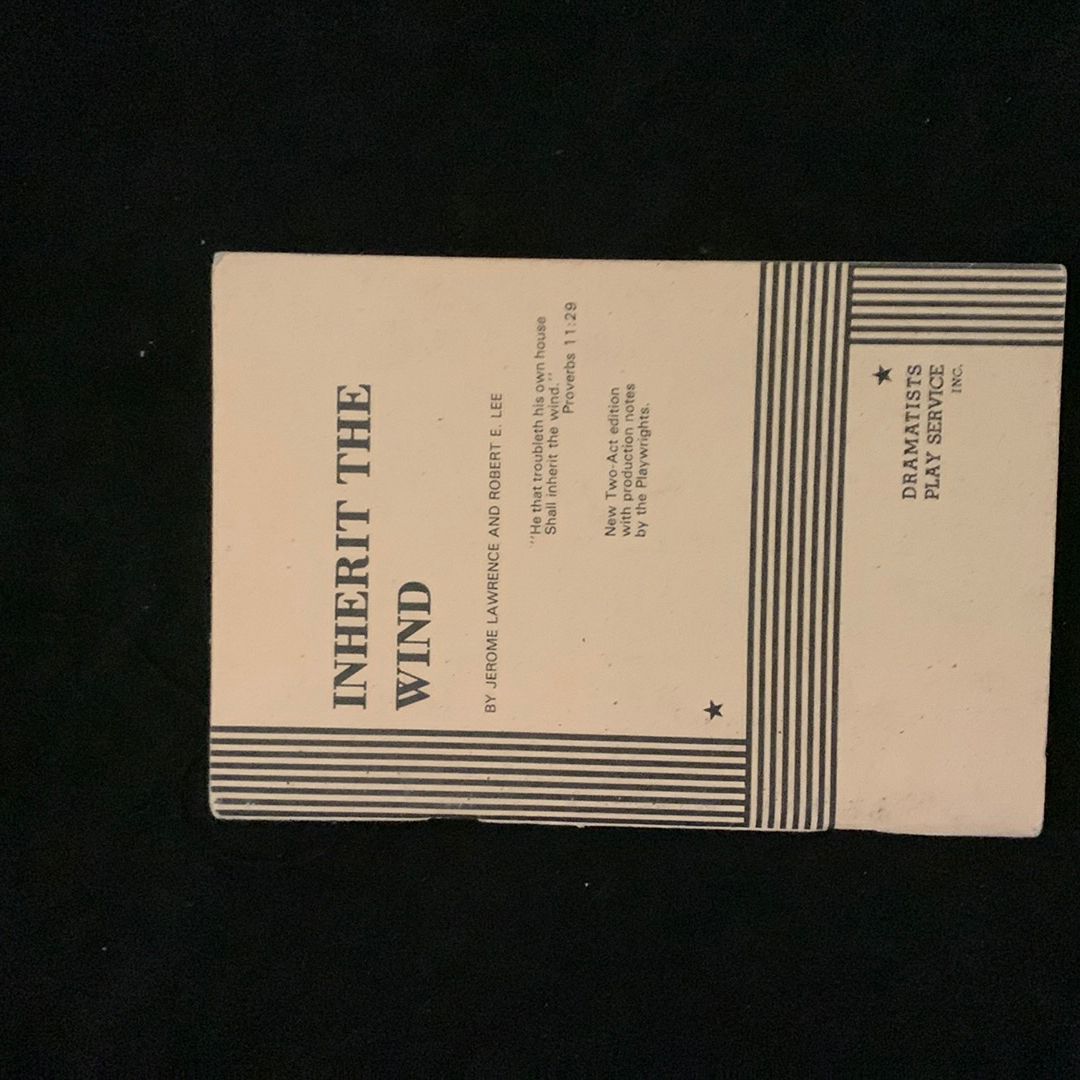 INHERIT THE
WIND
BY JEROME LAWRENCE AND ROBERT E. LEE
"He that troubleth his own house
Shall inherit the wind."
Proverbs 11:29
New Two-Act edition
with production notes
by the Playwrights.
DRAMATISTS
PLAY SERVICE
INC.